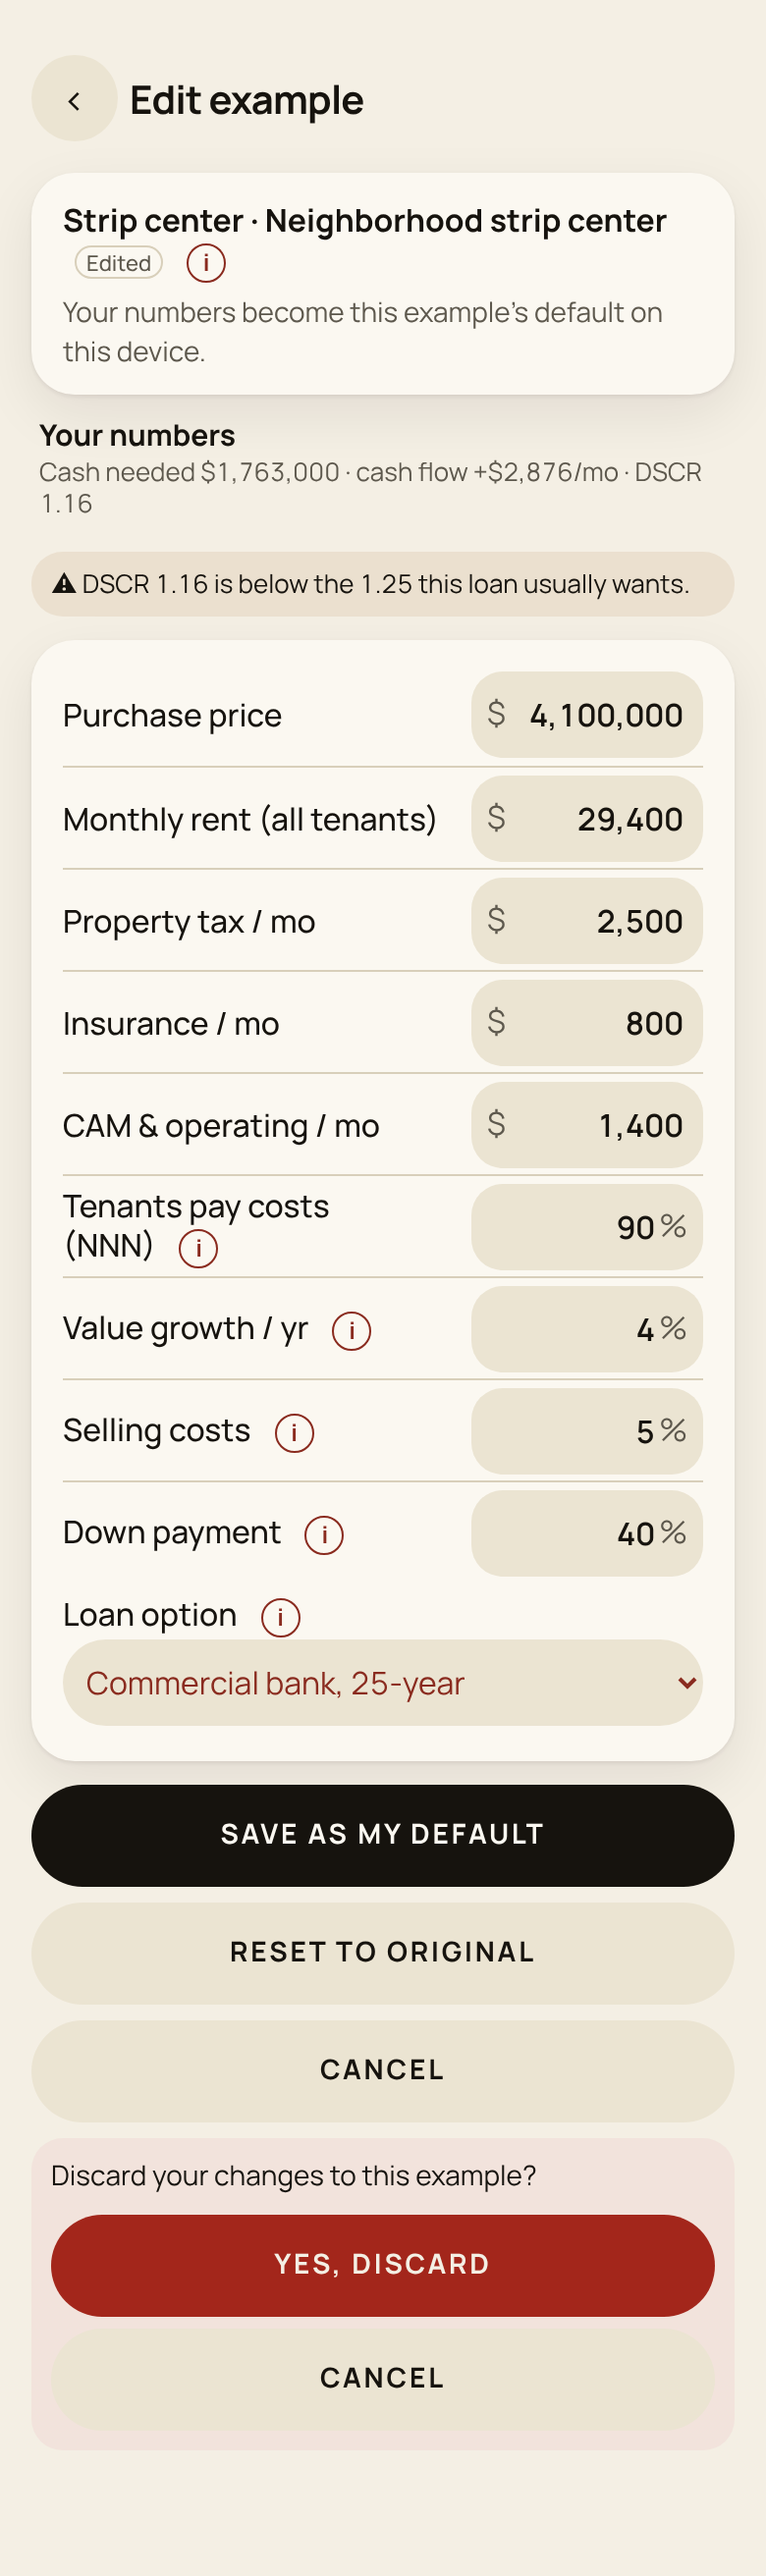 Edit example
Strip center · Neighborhood strip center
Edited i
Your numbers become this example's default on
this device.
Your numbers
Cash needed $1,763,000 · cash flow +$2,876/mo · DSCR
1.16
⚠ DSCR 1.16 is below the 1.25 this loan usually wants.
Purchase price $ 4,100,000
Monthly rent (all tenants) $ 29,400
Property tax / mo $ 2,500
Insurance / mo $ 800
CAM & operating / mo $ 1,400
Tenants pay costs
(NNN) i 90 %
Value growth / yr i 4 %
Selling costs i 5 %
Down payment i 40 %
Loan option i
Commercial bank, 25-year
SAVE AS MY DEFAULT
RESET TO ORIGINAL
CANCEL
Discard your changes to this example?
YES, DISCARD
CANCEL